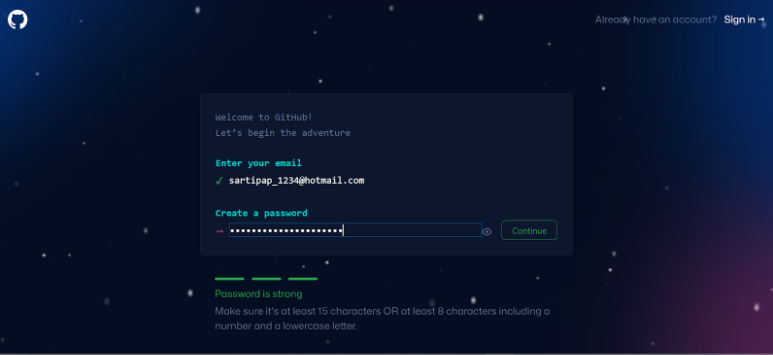 Already have an account? Sign in →
Welcome to GitHub!
Let's begin the adventure
Enter your email
✓ sartipap_1234@hotmail.com
Create a password
→ •••••••••••••••••••••
Continue
Password is strong
Make sure it's at least 15 characters OR at least 8 characters including a
number and a lowercase letter.